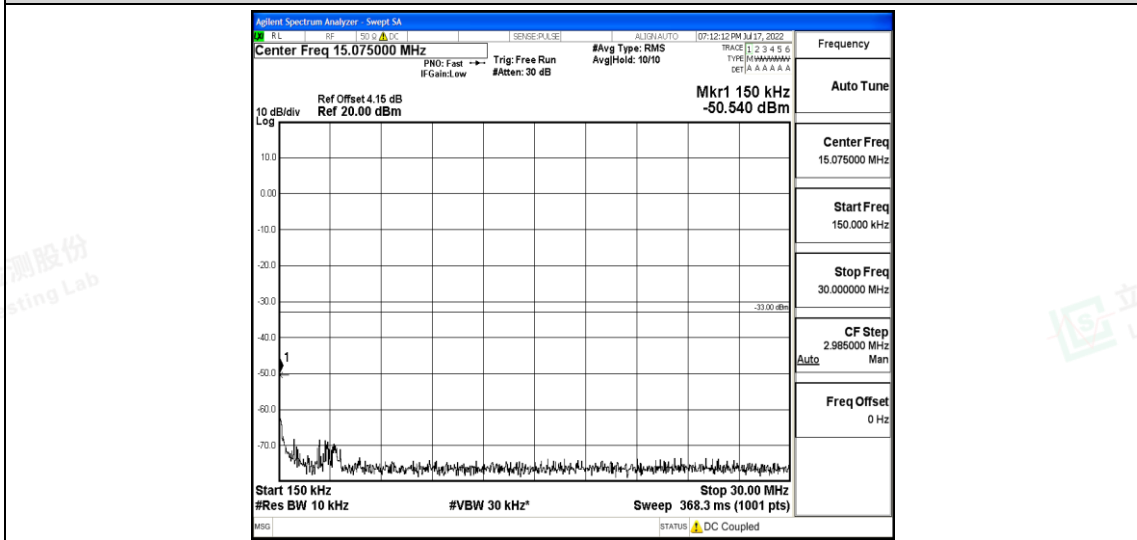 Agilent Spectrum Analyzer - Swept SA
RL RF 50 Ω DC SENSE:PULSE ALIGN AUTO 07:12:12 PM Jul 17, 2022
Center Freq 15.075000 MHz
PNO: Fast
IFGain:Low
Trig: Free Run
#Atten: 30 dB
#Avg Type: RMS
Avg|Hold: 10/10
TRACE 1 2 3 4 5 6
TYPE
DET A A A A A A
Mkr1 150 kHz
-50.540 dBm
Ref Offset 4.15 dB
10 dB/div Ref 20.00 dBm
Log
10.0
0.00
-10.0
-20.0
-30.0
-33.00 dBm
-40.0
1
-50.0
-60.0
-70.0
Start 150 kHz Stop 30.00 MHz
#Res BW 10 kHz #VBW 30 kHz* Sweep 368.3 ms (1001 pts)
MSG STATUS DC Coupled
Frequency
Auto Tune
Center Freq
15.075000 MHz
Start Freq
150.000 kHz
Stop Freq
30.000000 MHz
CF Step
2.985000 MHz
Auto Man
Freq Offset
0 Hz
测股份
sting Lab
立